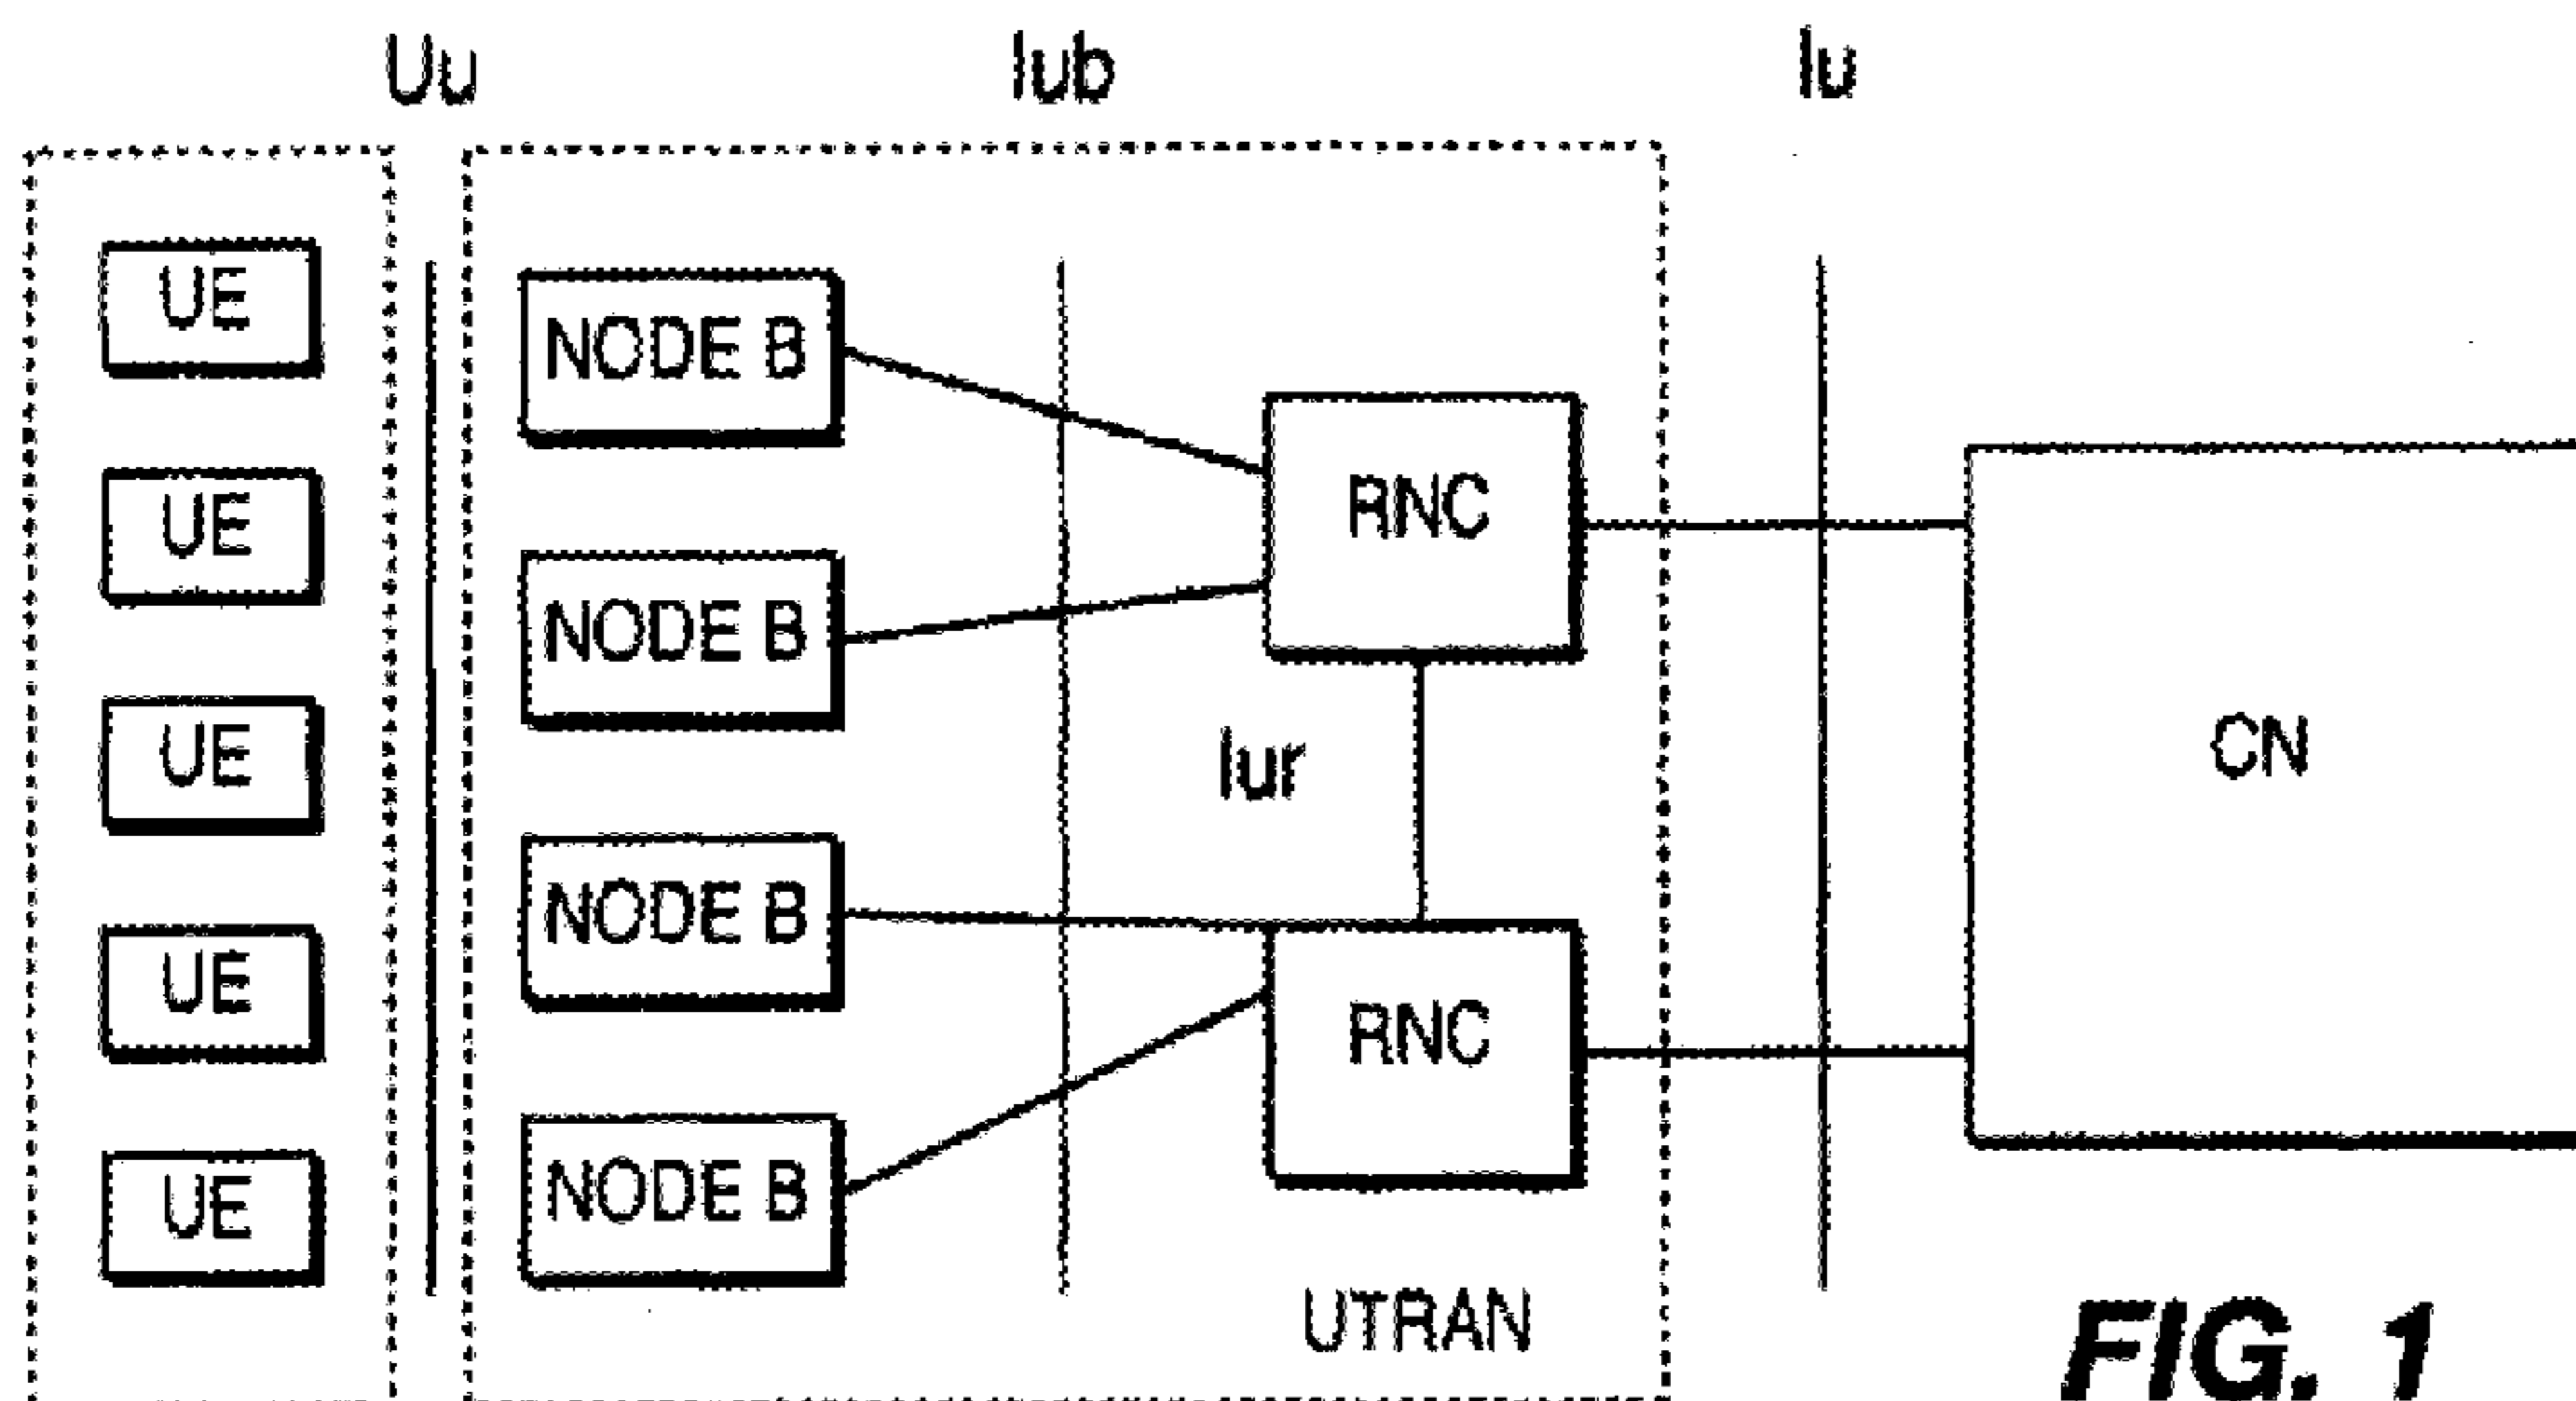 Uu
Iub
Iu
UE
UE
UE
UE
UE
NODE B
NODE B
NODE B
NODE B
RNC
Iur
RNC
UTRAN
CN
FIG. 1